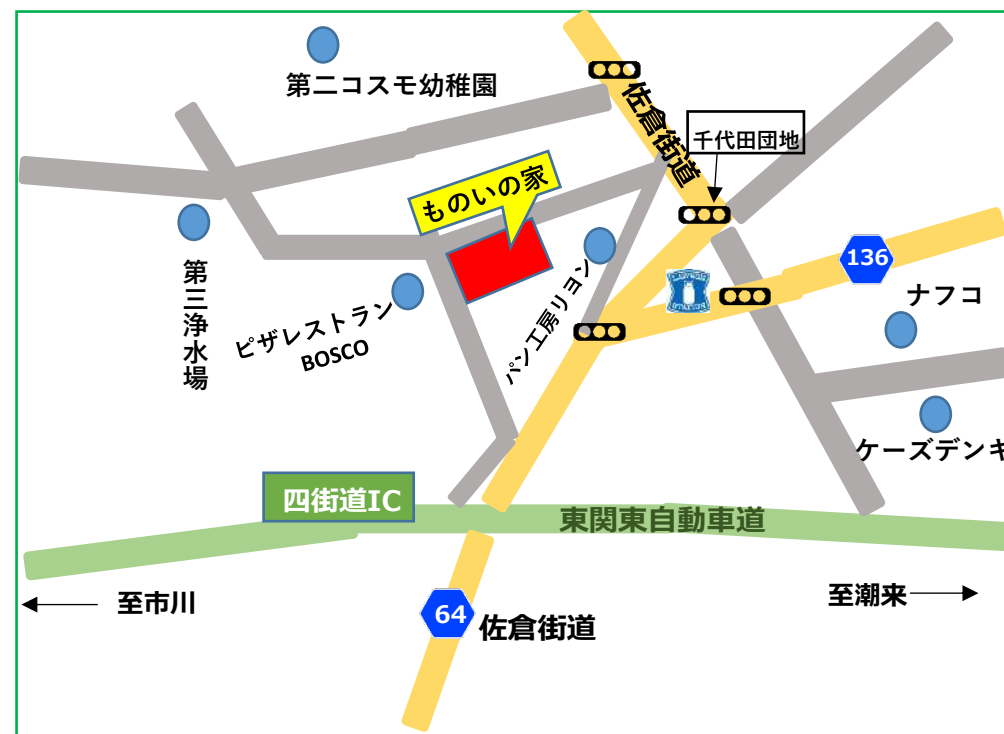 第二コスモ幼稚園
佐倉街道
千代田団地
ものいの家
136
第三浄水場
ピザレストラン
BOSCO
パン工房リヨン
ナフコ
ケーズデンキ
四街道IC
東関東自動車道
至市川
至潮来
64
佐倉街道